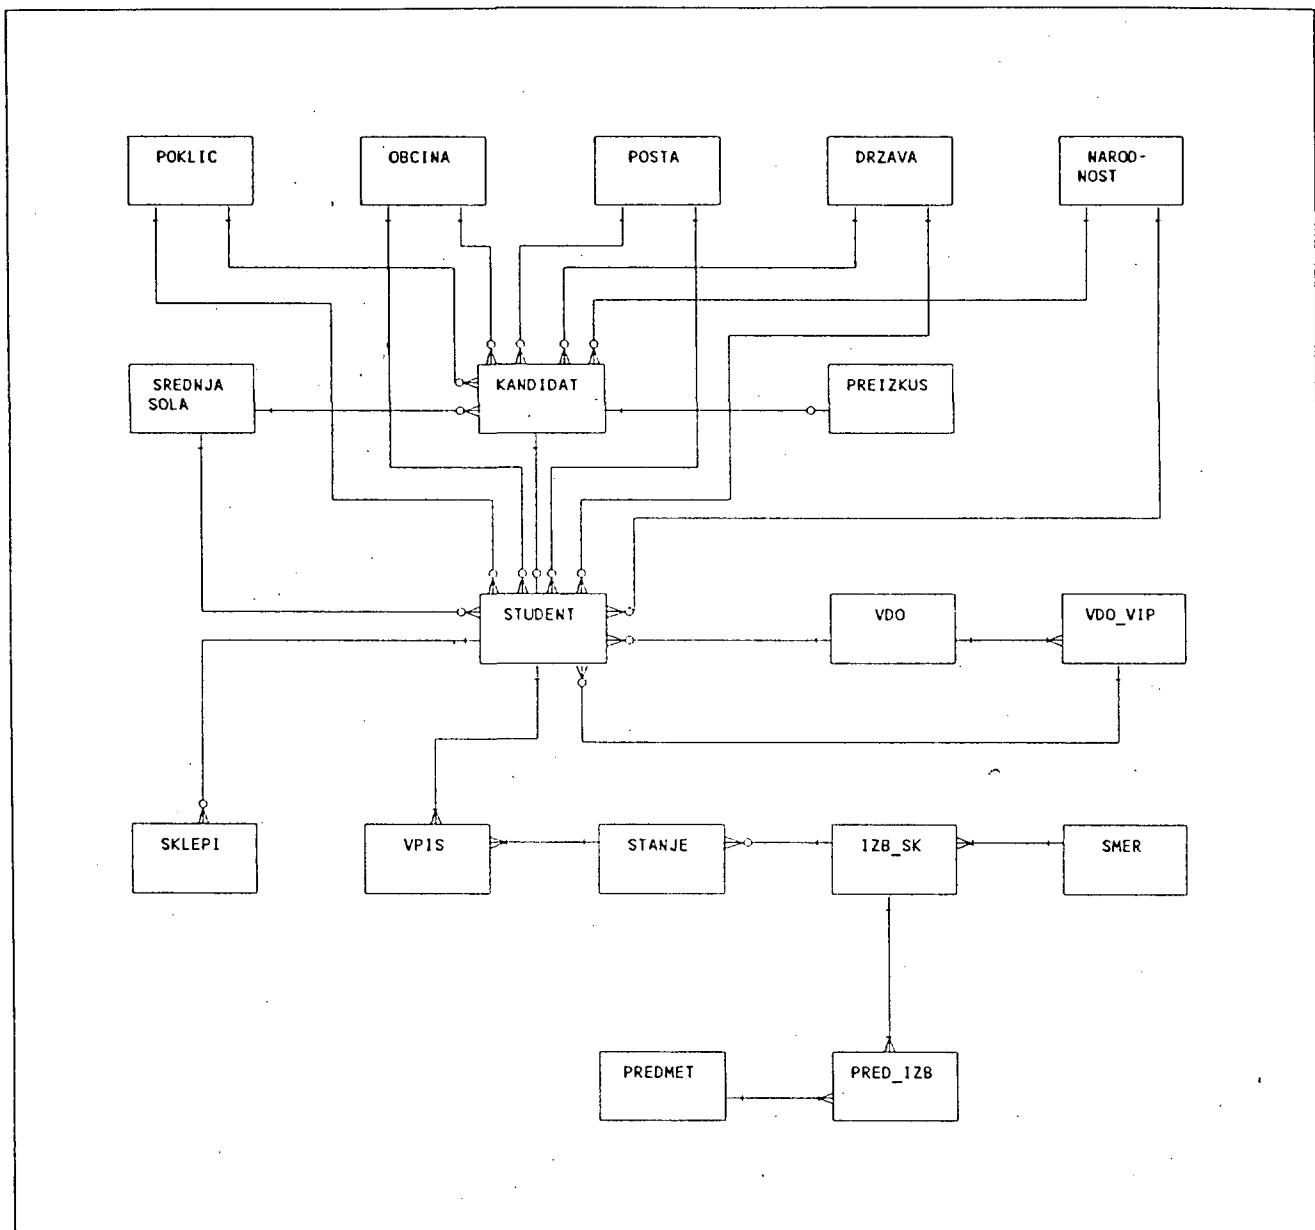 POKLIC
OBCINA
POSTA
DRZAVA
NAROD-
NOST
SREDNJA
SOLA
KANDIDAT
PREIZKUS
STUDENT
VDO
VDO_VIP
SKLEPI
VPIS
STANJE
IZB_SK
SMER
PREDMET
PRED_IZB